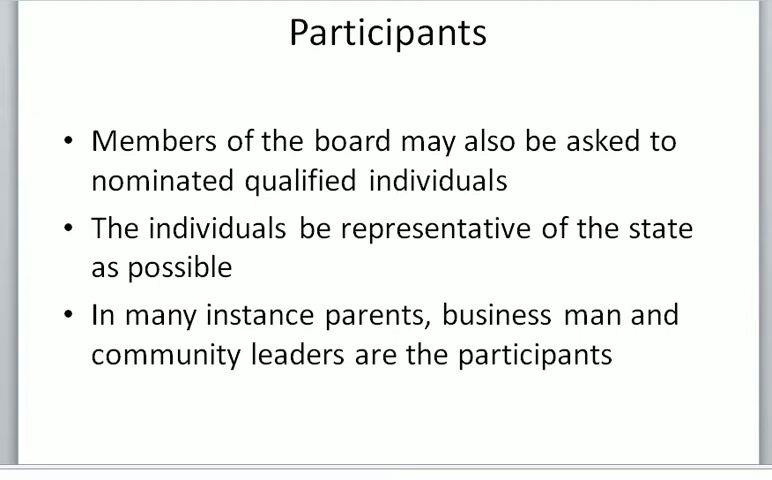 Participants
• Members of the board may also be asked to
nominated qualified individuals
• The individuals be representative of the state
as possible
• In many instance parents, business man and
community leaders are the participants